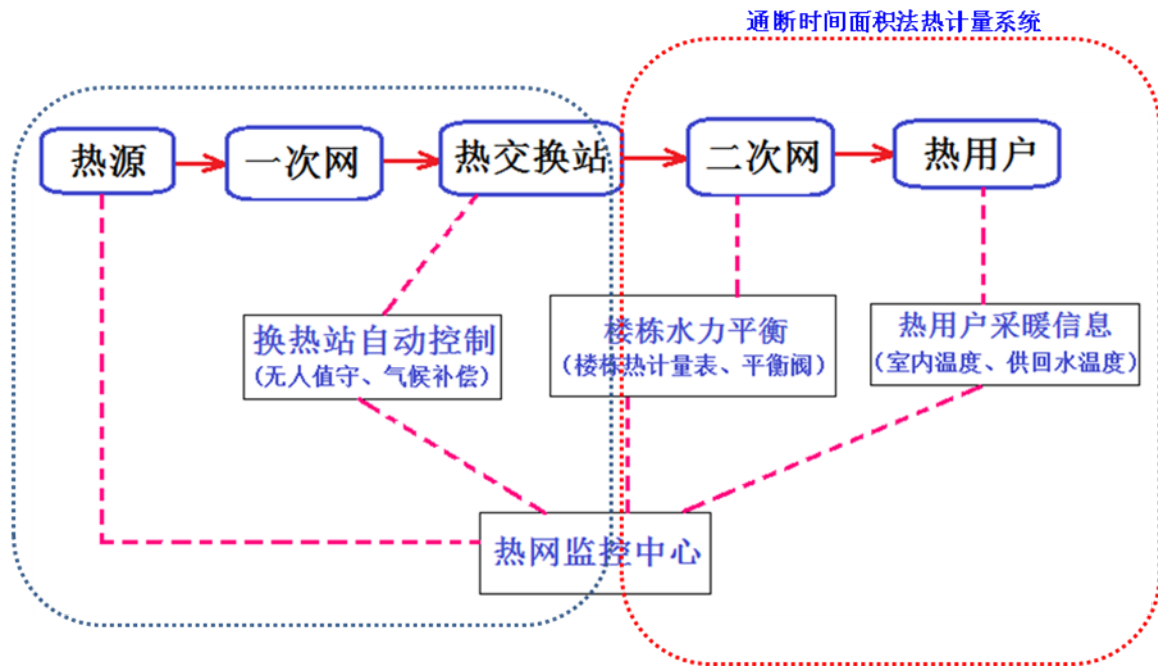 通断时间面积法热计量系统
热源
一次网
热交换站
二次网
热用户
换热站自动控制
(无人值守、气候补偿)
楼栋水力平衡
(楼栋热计量表、平衡阀)
热用户采暖信息
(室内温度、供回水温度)
热网监控中心